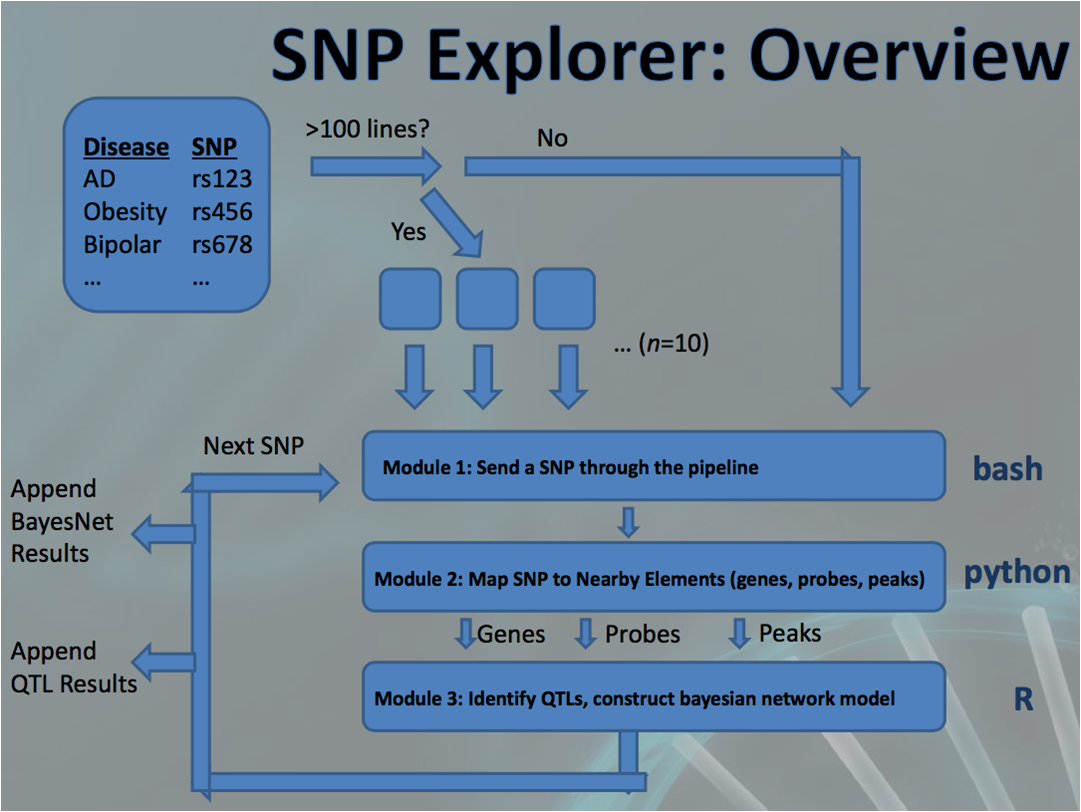 SNP Explorer: Overview
Disease SNP
AD rs123
Obesity rs456
Bipolar rs678
... ...
>100 lines?
No
Yes
... (n=10)
Next SNP
Module 1: Send a SNP through the pipeline
bash
Append
BayesNet
Results
Module 2: Map SNP to Nearby Elements (genes, probes, peaks)
python
Genes
Probes
Peaks
Append
QTL Results
Module 3: Identify QTLs, construct bayesian network model
R